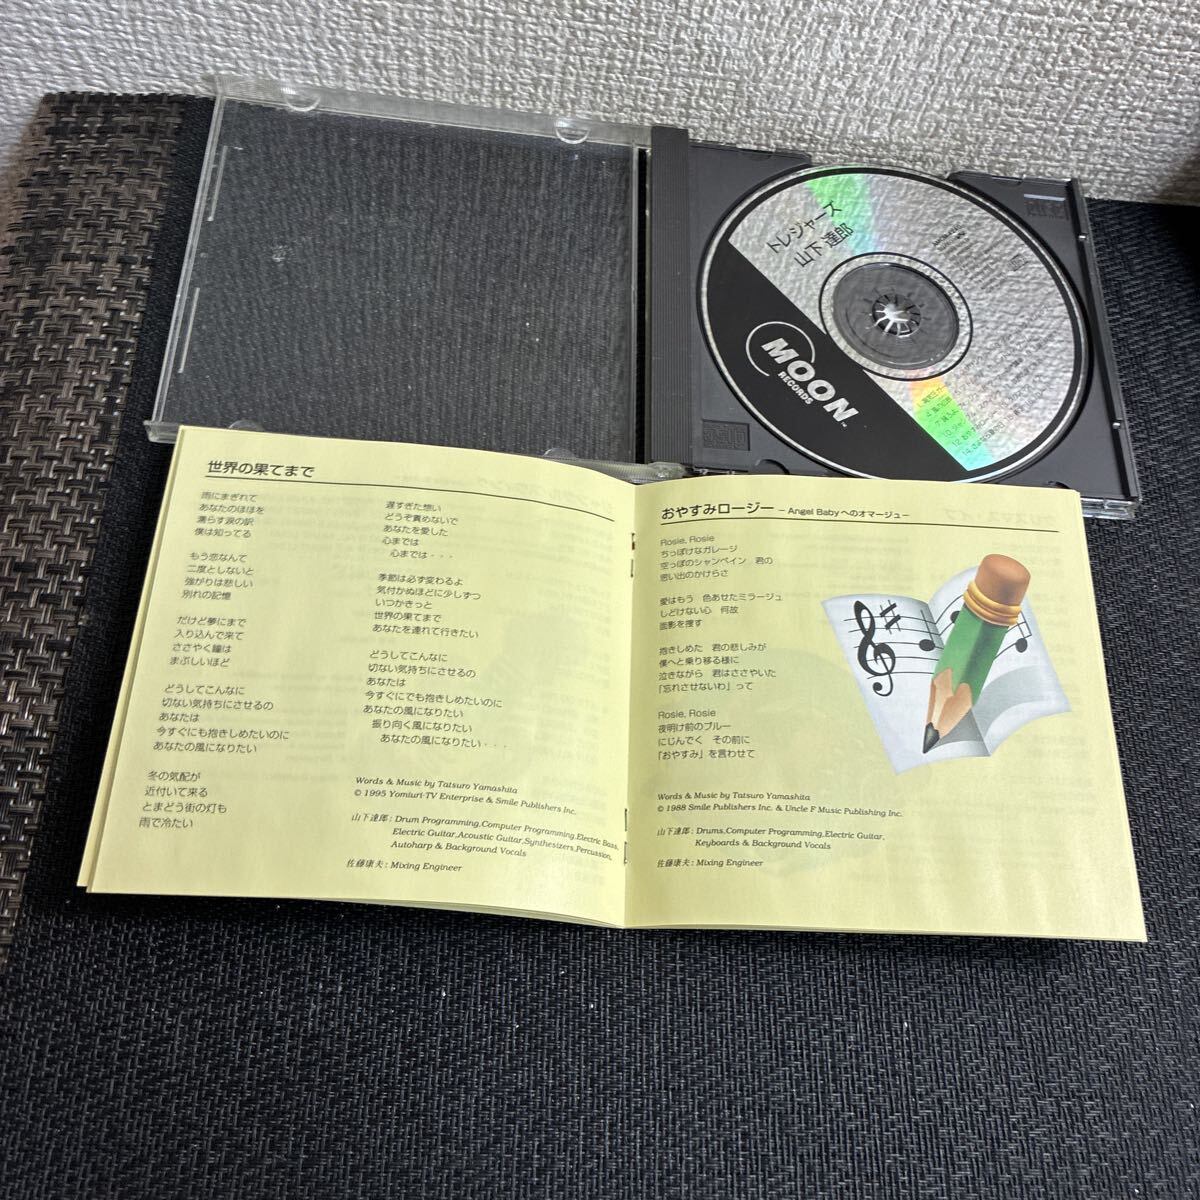 トレジャーズ
山下 達郎
MOON
RECORDS
世界の果てまで
雨にまぎれて
あなたのほほを
濡らす涙の訳
僕は知ってる
もう恋なんて
二度としないと
強がりは悲しい
別れの記憶
だけど夢にまで
入り込んで来て
ささやく瞳は
まぶしいほど
どうしてこんなに
切ない気持ちにさせるの
あなたは
今すぐにも抱きしめたいのに
あなたの風になりたい
冬の気配が
近付いて来る
とまどう街の灯も
雨で冷たい
遅すぎた想い
どうぞ責めないで
あなたを愛した
心までは
心までは・・・
季節は必ず変わるよ
気付かぬほどに少しずつ
いつかきっと
世界の果てまで
あなたを連れて行きたい
どうしてこんなに
切ない気持ちにさせるの
あなたは
今すぐにでも抱きしめたいのに
あなたの風になりたい
振り向く風になりたい
あなたの風になりたい・・・
Words & Music by Tatsuro Yamashita
© 1995 Yomiuri-TV Enterprise & Smile Publishers Inc.
山下達郎 : Drum Programming,Computer Programming,Electric Bass,
Electric Guitar,Acoustic Guitar,Synthesizers,Percussion,
Autoharp & Background Vocals
佐藤康夫 : Mixing Engineer
おやすみロージー －Angel Babyへのオマージュ－
Rosie, Rosie
ちっぽけなガレージ
空っぽのシャンペイン 君の
思い出のかけらさ
愛はもう 色あせたミラージュ
しどけない心 何故
面影を捜す
抱きしめた 君の悲しみが
僕へと乗り移る様に
泣きながら 君はささやいた
「忘れさせないわ」って
Rosie, Rosie
夜明け前のブルー
にじんでく その前に
「おやすみ」を言わせて
Words & Music by Tatsuro Yamashita
© 1988 Smile Publishers Inc. & Uncle F Music Publishing Inc.
山下達郎 : Drums,Computer Programming,Electric Guitar,
Keyboards & Background Vocals
佐藤康夫 : Mixing Engineer